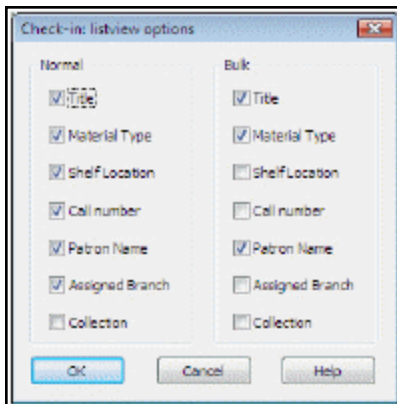 Check-in: listview options
Normal
Bulk
Title
Title
Material Type
Material Type
Shelf Location
Shelf Location
Call number
Call number
Patron Name
Patron Name
Assigned Branch
Assigned Branch
Collection
Collection
OK
Cancel
Help